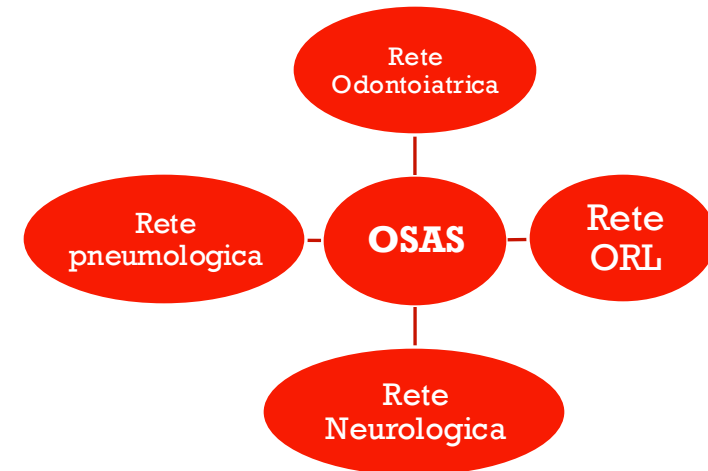 Rete
Odontoiatrica
Rete
pneumologica
OSAS
Rete
ORL
Rete
Neurologica